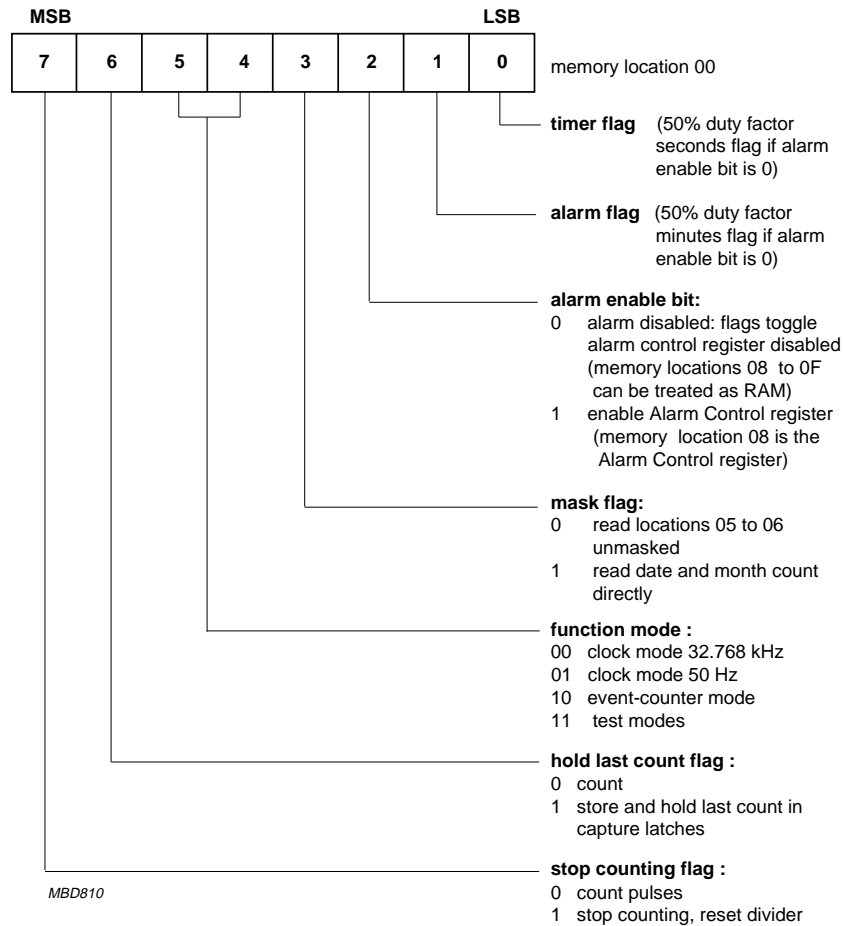 MSB LSB
7 6 5 4 3 2 1 0
memory location 00
timer flag (50% duty factor
seconds flag if alarm
enable bit is 0)
alarm flag (50% duty factor
minutes flag if alarm
enable bit is 0)
alarm enable bit:
0 alarm disabled: flags toggle
alarm control register disabled
(memory locations 08 to 0F
can be treated as RAM)
1 enable Alarm Control register
(memory location 08 is the
Alarm Control register)
mask flag:
0 read locations 05 to 06
unmasked
1 read date and month count
directly
function mode :
00 clock mode 32.768 kHz
01 clock mode 50 Hz
10 event-counter mode
11 test modes
hold last count flag :
0 count
1 store and hold last count in
capture latches
stop counting flag :
0 count pulses
1 stop counting, reset divider
MBD810